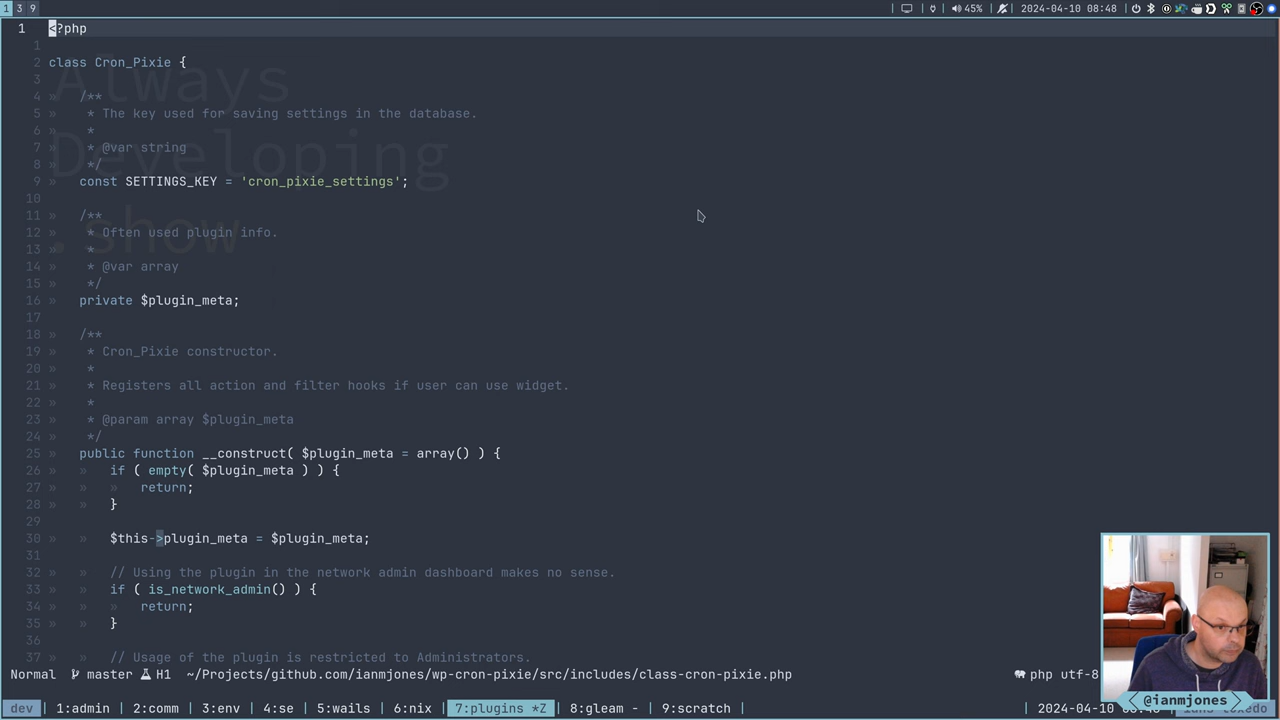 1 3 9
45%
2024-04-10 08:48
Always
Developing
.show
1 <?php
1
2 class Cron_Pixie {
3
4 » /**
5 » * The key used for saving settings in the database.
6 » *
7 » * @var string
8 » */
9 » const SETTINGS_KEY = 'cron_pixie_settings';
10
11 » /**
12 » * Often used plugin info.
13 » *
14 » * @var array
15 » */
16 » private $plugin_meta;
17
18 » /**
19 » * Cron_Pixie constructor.
20 » *
21 » * Registers all action and filter hooks if user can use widget.
22 » *
23 » * @param array $plugin_meta
24 » */
25 » public function __construct( $plugin_meta = array() ) {
26 » » if ( empty( $plugin_meta ) ) {
27 » » » return;
28 » » }
29
30 » » $this->plugin_meta = $plugin_meta;
31
32 » » // Using the plugin in the network admin dashboard makes no sense.
33 » » if ( is_network_admin() ) {
34 » » » return;
35 » » }
36
37 » » // Usage of the plugin is restricted to Administrators.
Normal master H1 ~/Projects/github.com/ianmjones/wp-cron-pixie/src/includes/class-cron-pixie.php php utf-8
@ianmjones
dev 1:admin | 2:comm | 3:env | 4:se | 5:wails | 6:nix | 7:plugins *Z | 8:gleam - | 9:scratch | 2024-04-10